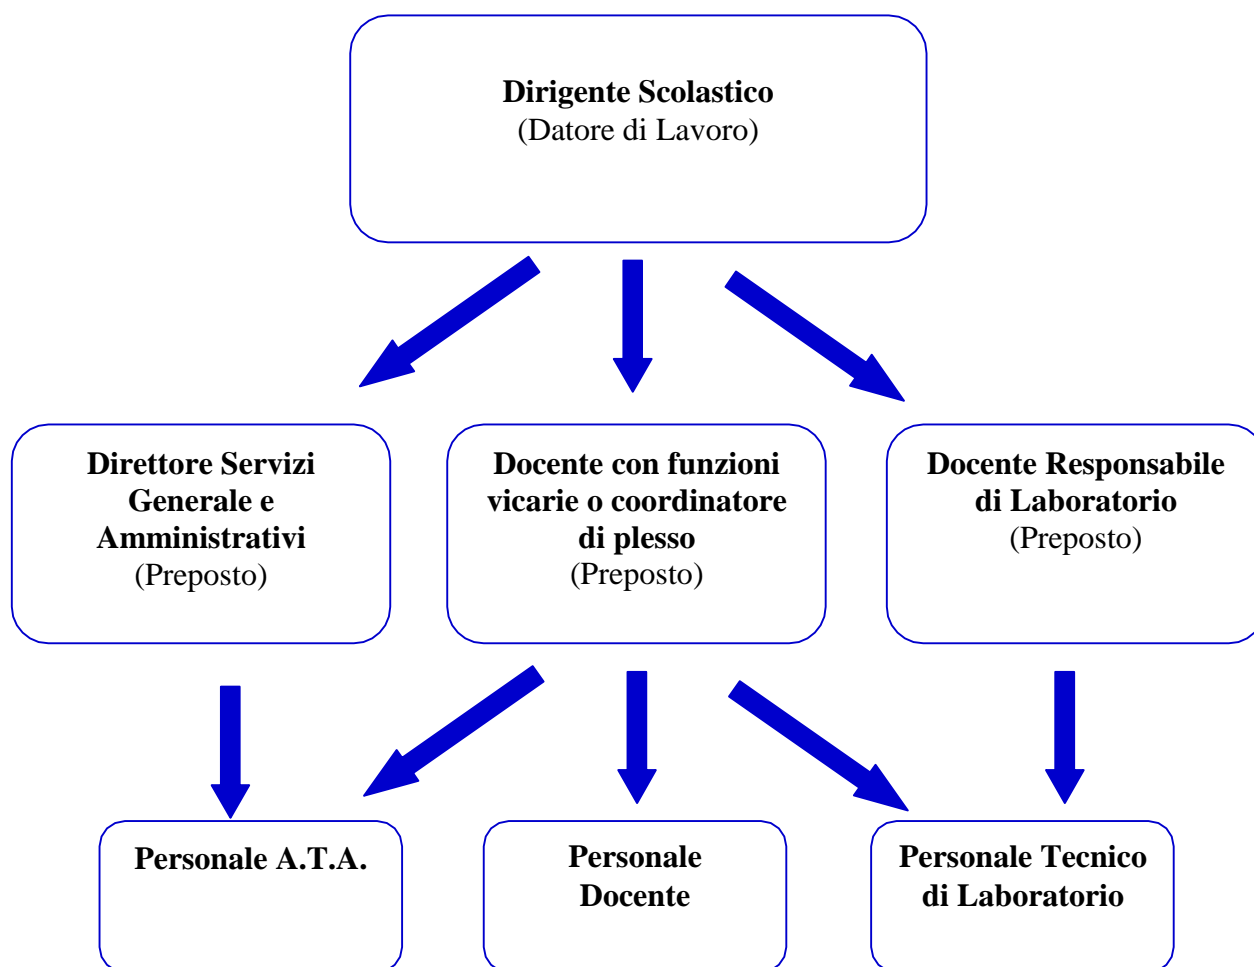 Dirigente Scolastico
(Datore di Lavoro)
Direttore Servizi
Generale e
Amministrativi
(Preposto)
Docente con funzioni
vicarie o coordinatore
di plesso
(Preposto)
Docente Responsabile
di Laboratorio
(Preposto)
Personale A.T.A.
Personale
Docente
Personale Tecnico
di Laboratorio